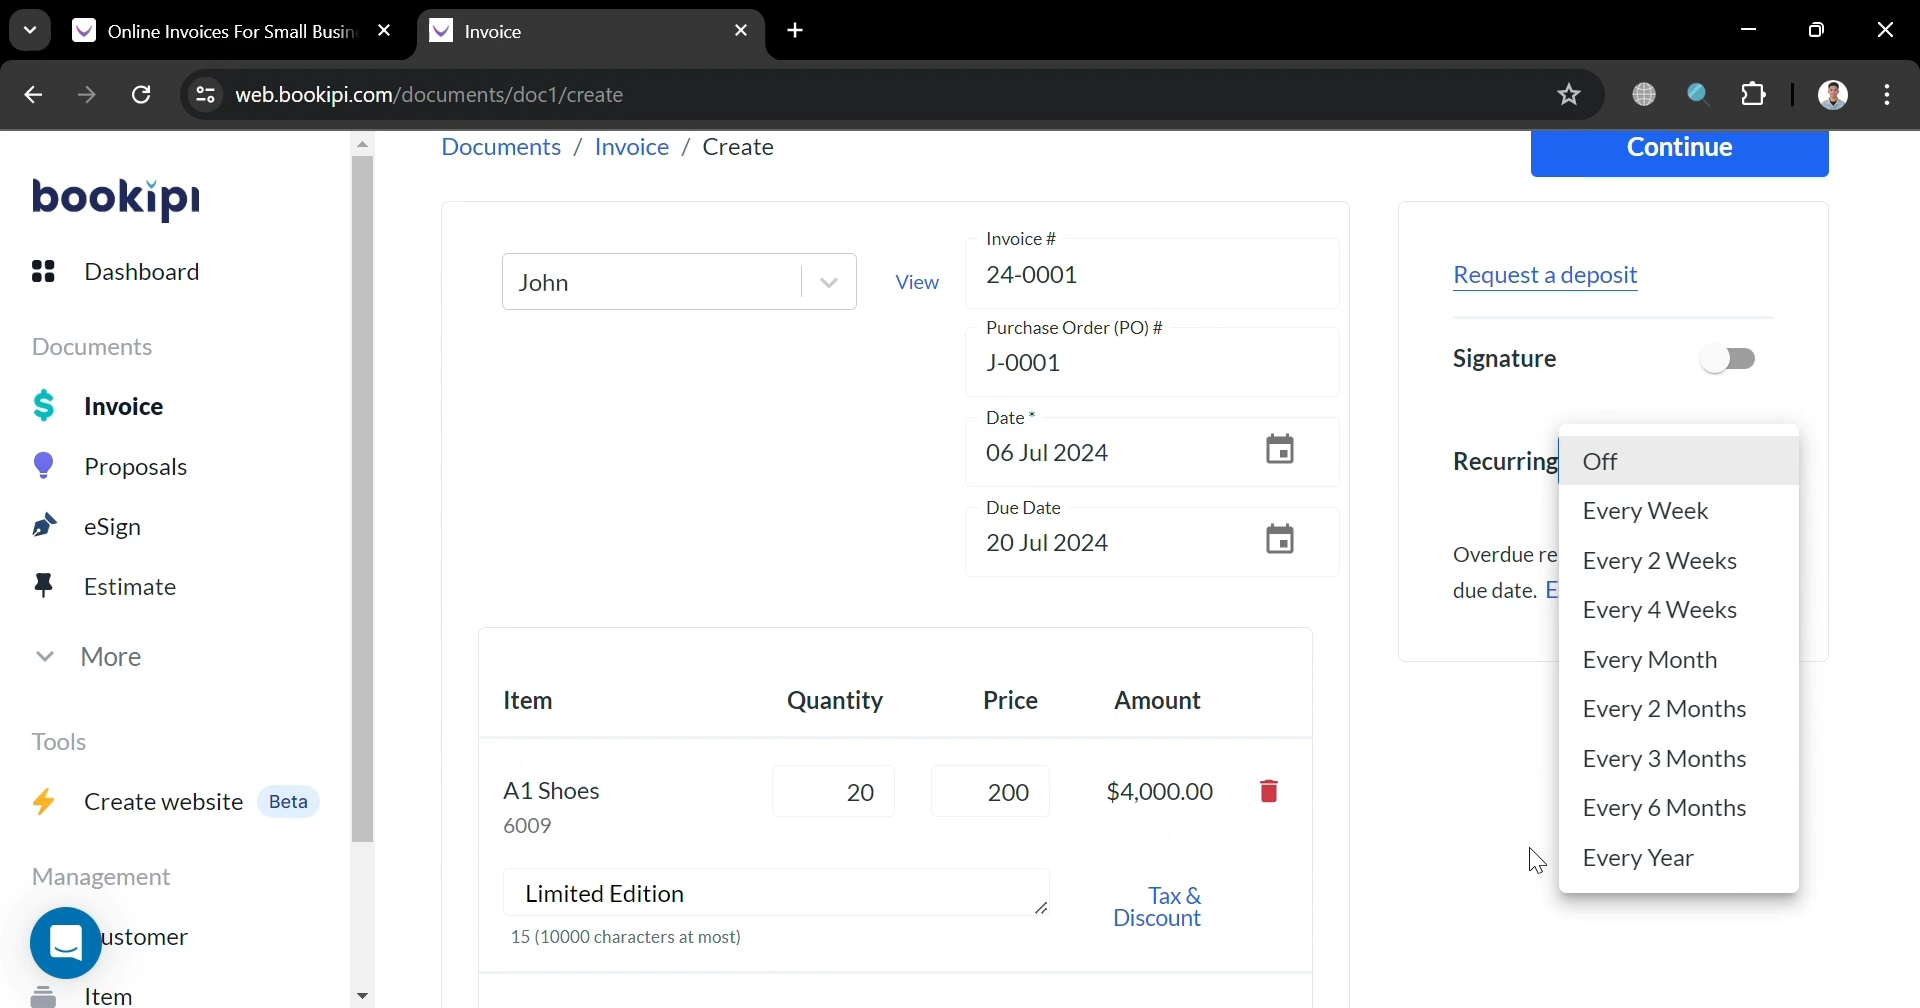 Online Invoices For Small Busin
Invoice
web.bookipi.com/documents/doc1/create
bookipi
Dashboard
Documents
Invoice
Proposals
eSign
Estimate
More
Tools
Create website Beta
Management
ustomer
Item
Documents / Invoice / Create
Continue
John
View
Invoice #
24-0001
Purchase Order (PO) #
J-0001
Date *
06 Jul 2024
Due Date
20 Jul 2024
Item Quantity Price Amount
A1 Shoes 20 200 $4,000.00
6009
Limited Edition
15 (10000 characters at most)
Tax &
Discount
Request a deposit
Signature
Recurring
Overdue re
due date. E
Off
Every Week
Every 2 Weeks
Every 4 Weeks
Every Month
Every 2 Months
Every 3 Months
Every 6 Months
Every Year